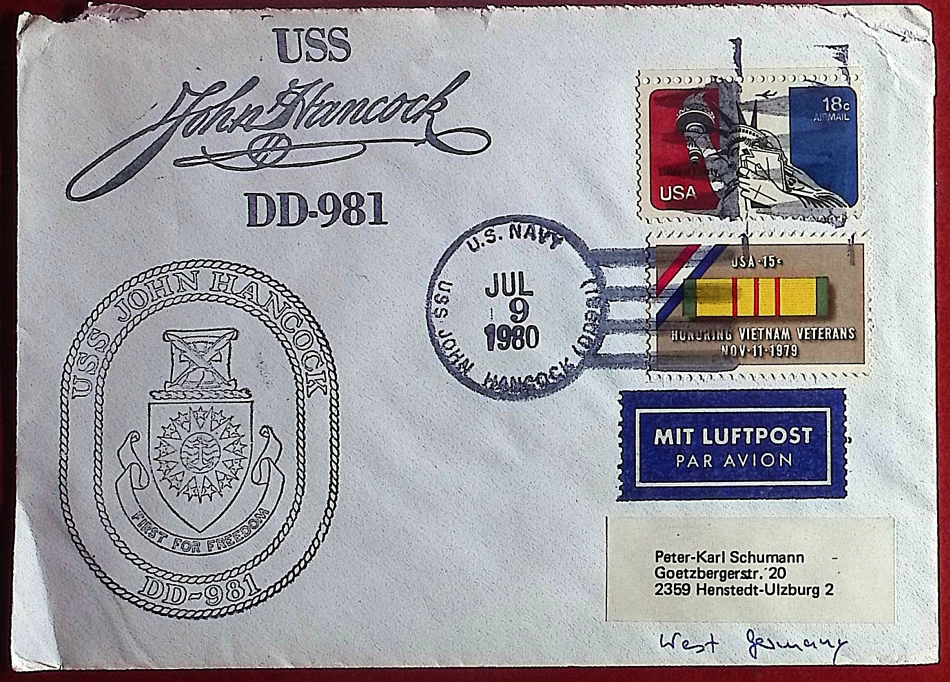 USS
John Hancock
DD-981
USS JOHN HANCOCK
FIRST FOR FREEDOM
DD-981
U.S. NAVY
JUL
9
1980
USS JOHN HANCOCK (DD981)
18c
AIRMAIL
USA
USA·15c
HONORING VIETNAM VETERANS
NOV·11·1979
MIT LUFTPOST
PAR AVION
Peter-Karl Schumann
Goetzbergerstr. 20
2359 Henstedt-Ulzburg 2
West Germany